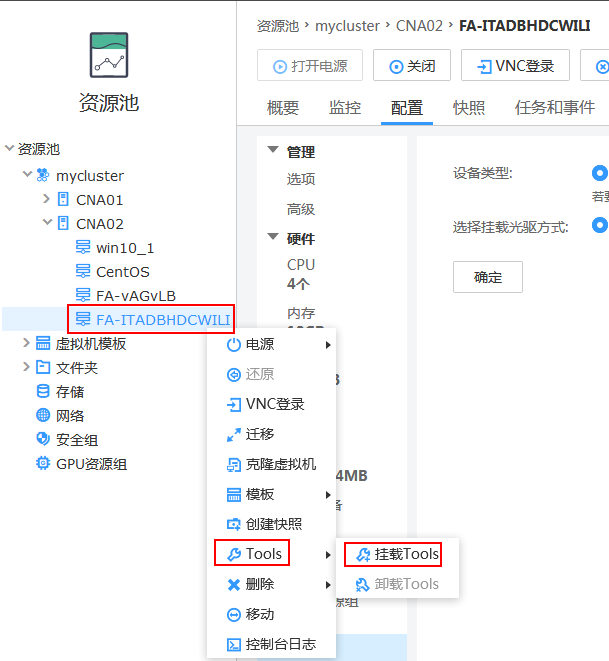 资源池
资源池
mycluster
CNA01
CNA02
win10_1
CentOS
FA-vAGvLB
FA-ITADBHDCWILI
虚拟机模板
文件夹
存储
网络
安全组
GPU资源组
资源池 › mycluster › CNA02 › FA-ITADBHDCWILI
打开电源 关闭 VNC登录
概要 监控 配置 快照 任务和事件
管理
选项
高级
硬件
CPU
4个
内存
设备类型:
若要
选择挂载光驱方式:
确定
电源
还原
VNC登录
迁移
克隆虚拟机
模板
创建快照
Tools
删除
移动
控制台日志
挂载Tools
卸载Tools
4MB
源组